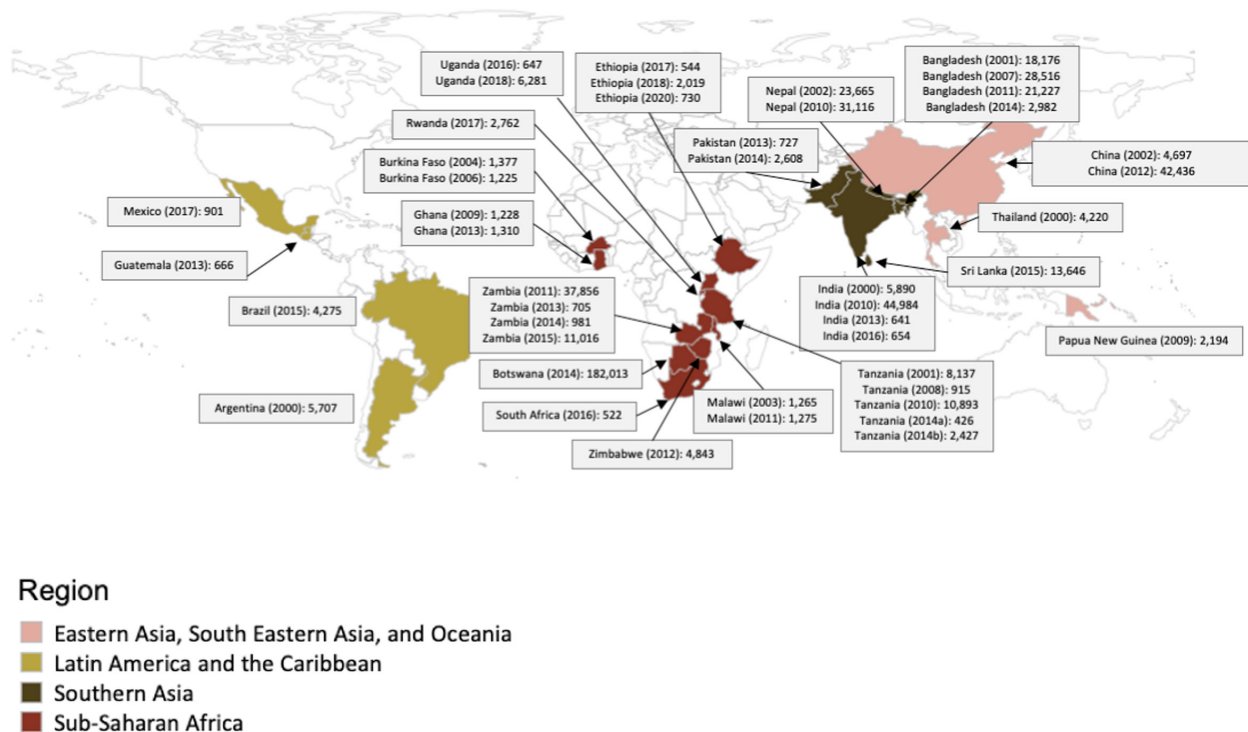 Uganda (2016): 647
Uganda (2018): 6,281
Ethiopia (2017): 544
Ethiopia (2018): 2,019
Ethiopia (2020): 730
Nepal (2002): 23,665
Nepal (2010): 31,116
Bangladesh (2001): 18,176
Bangladesh (2007): 28,516
Bangladesh (2011): 21,227
Bangladesh (2014): 2,982
Rwanda (2017): 2,762
Pakistan (2013): 727
Pakistan (2014): 2,608
China (2002): 4,697
China (2012): 42,436
Burkina Faso (2004): 1,377
Burkina Faso (2006): 1,225
Mexico (2017): 901
Ghana (2009): 1,228
Ghana (2013): 1,310
Thailand (2000): 4,220
Guatemala (2013): 666
Sri Lanka (2015): 13,646
Brazil (2015): 4,275
Zambia (2011): 37,856
Zambia (2013): 705
Zambia (2014): 981
Zambia (2015): 11,016
India (2000): 5,890
India (2010): 44,984
India (2013): 641
India (2016): 654
Papua New Guinea (2009): 2,194
Botswana (2014): 182,013
Tanzania (2001): 8,137
Tanzania (2008): 915
Tanzania (2010): 10,893
Tanzania (2014a): 426
Tanzania (2014b): 2,427
Argentina (2000): 5,707
South Africa (2016): 522
Malawi (2003): 1,265
Malawi (2011): 1,275
Zimbabwe (2012): 4,843
Region
Eastern Asia, South Eastern Asia, and Oceania
Latin America and the Caribbean
Southern Asia
Sub-Saharan Africa